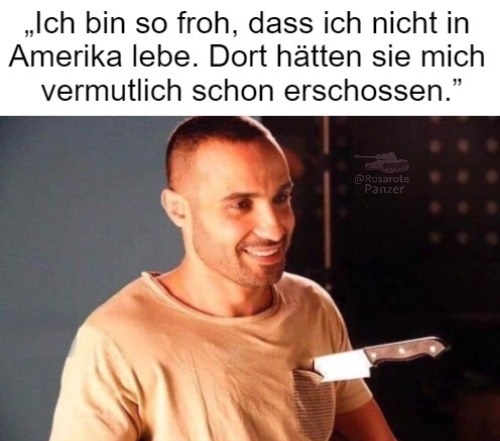 „Ich bin so froh, dass ich nicht in
Amerika lebe. Dort hätten sie mich
vermutlich schon erschossen.”
@Rosarote
Panzer